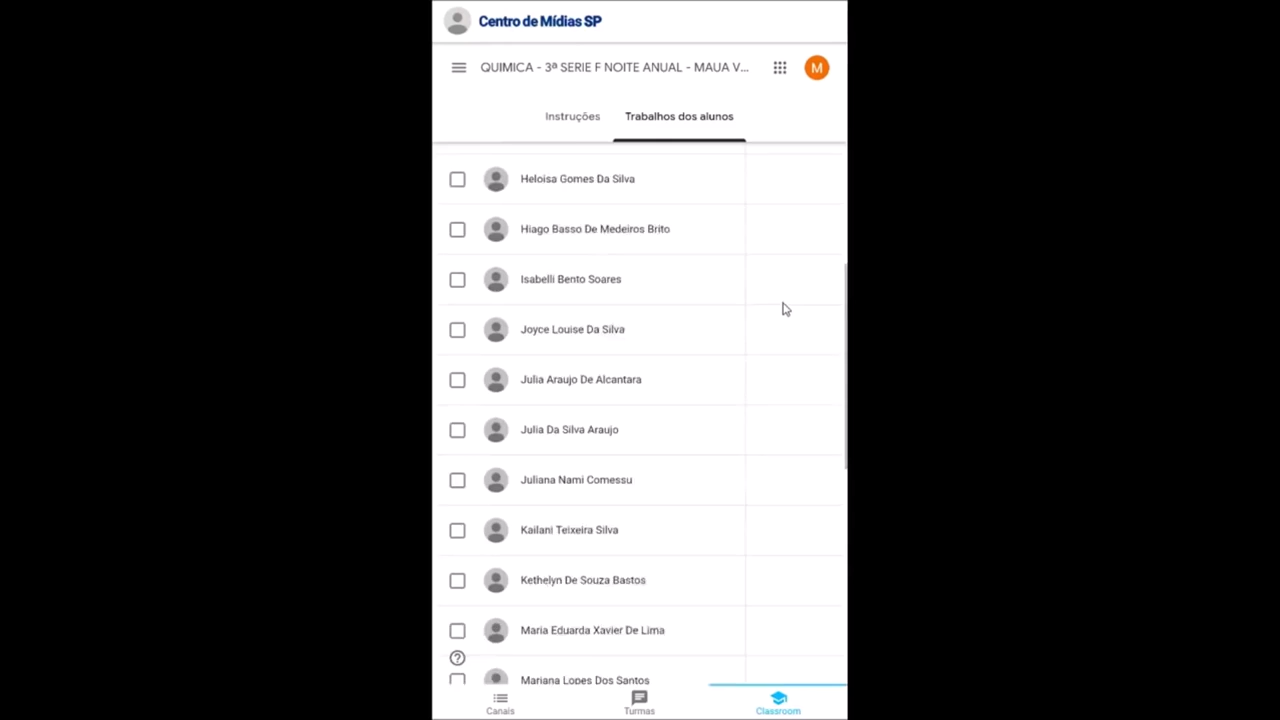 Centro de Mídias SP
QUIMICA - 3ª SERIE F NOITE ANUAL - MAUA V...
M
Instruções
Trabalhos dos alunos
Heloisa Gomes Da Silva
Hiago Basso De Medeiros Brito
Isabelli Bento Soares
Joyce Louise Da Silva
Julia Araujo De Alcantara
Julia Da Silva Araujo
Juliana Nami Comessu
Kailani Teixeira Silva
Kethelyn De Souza Bastos
Maria Eduarda Xavier De Lima
?
Mariana Lopes Dos Santos
Canais
Turmas
Classroom